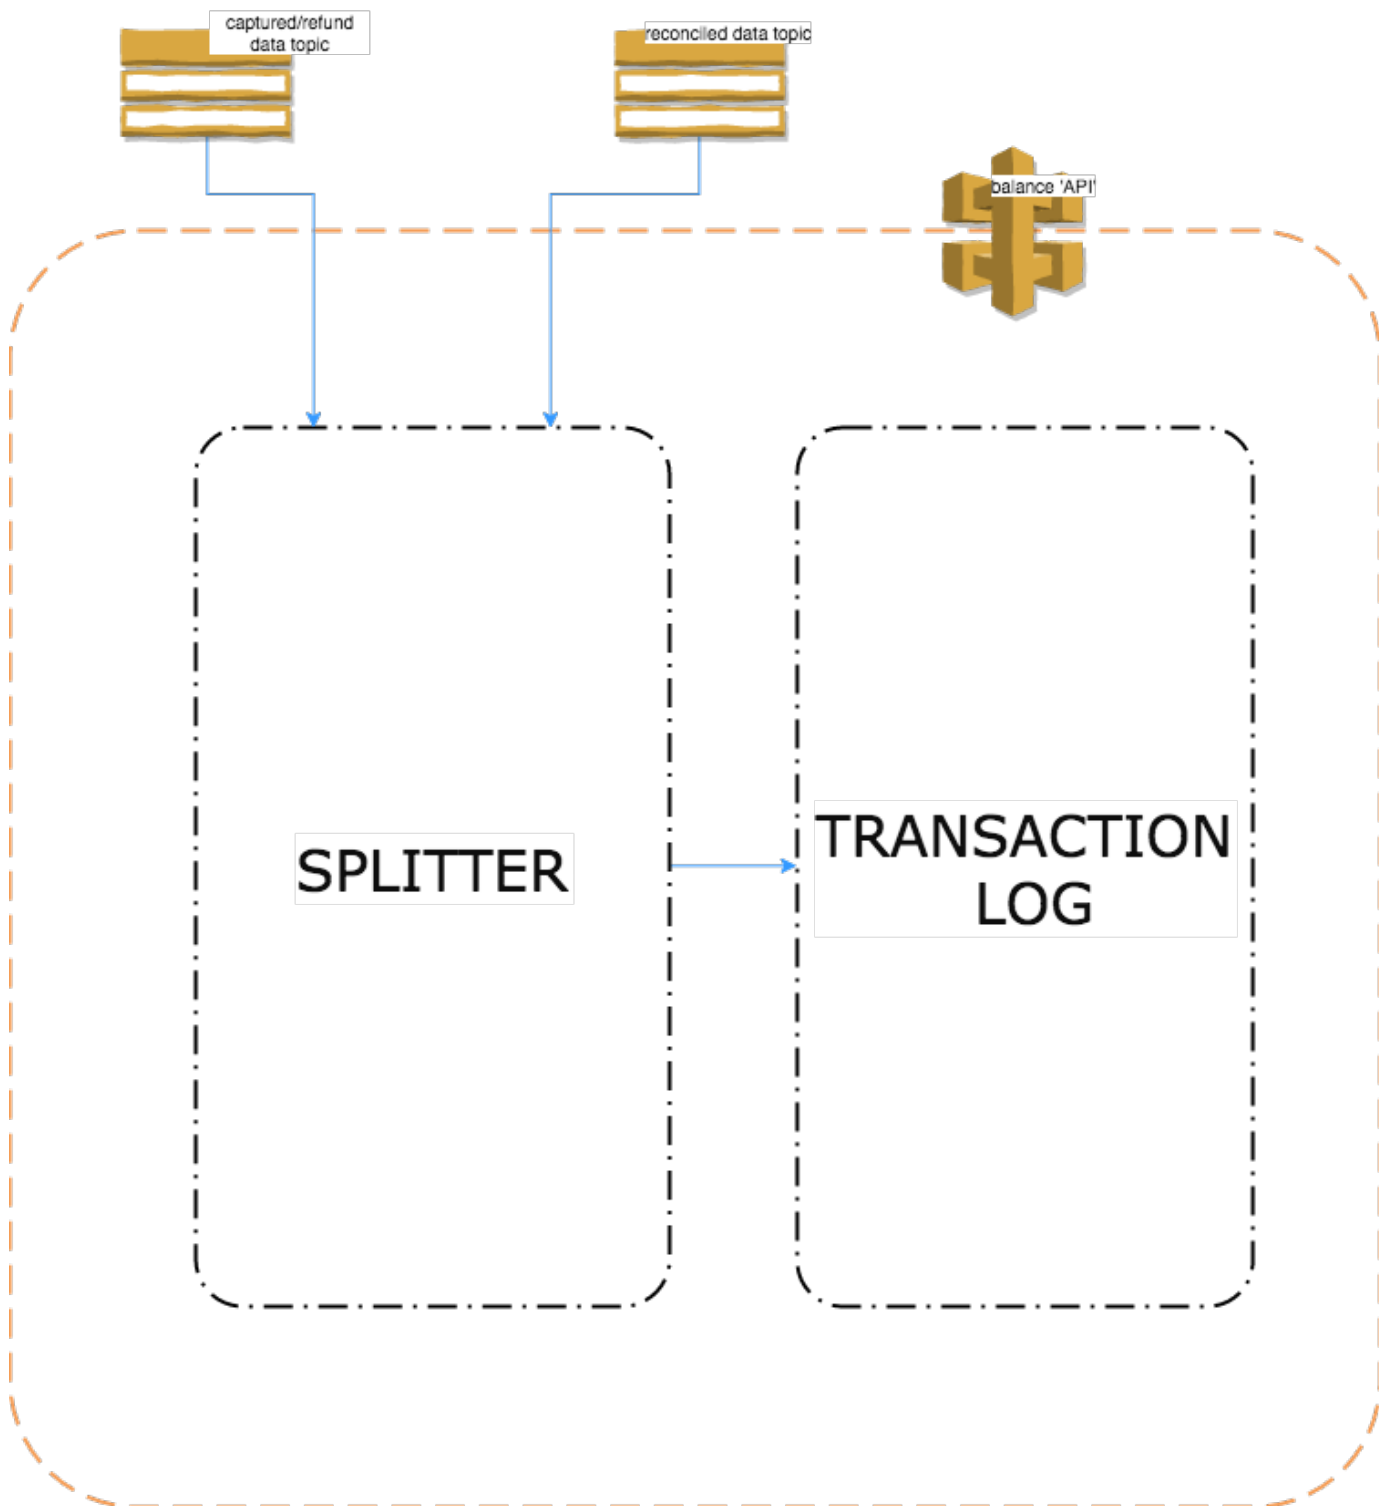 captured/refund
data topic
reconciled data topic
balance 'API'
SPLITTER
TRANSACTION
LOG